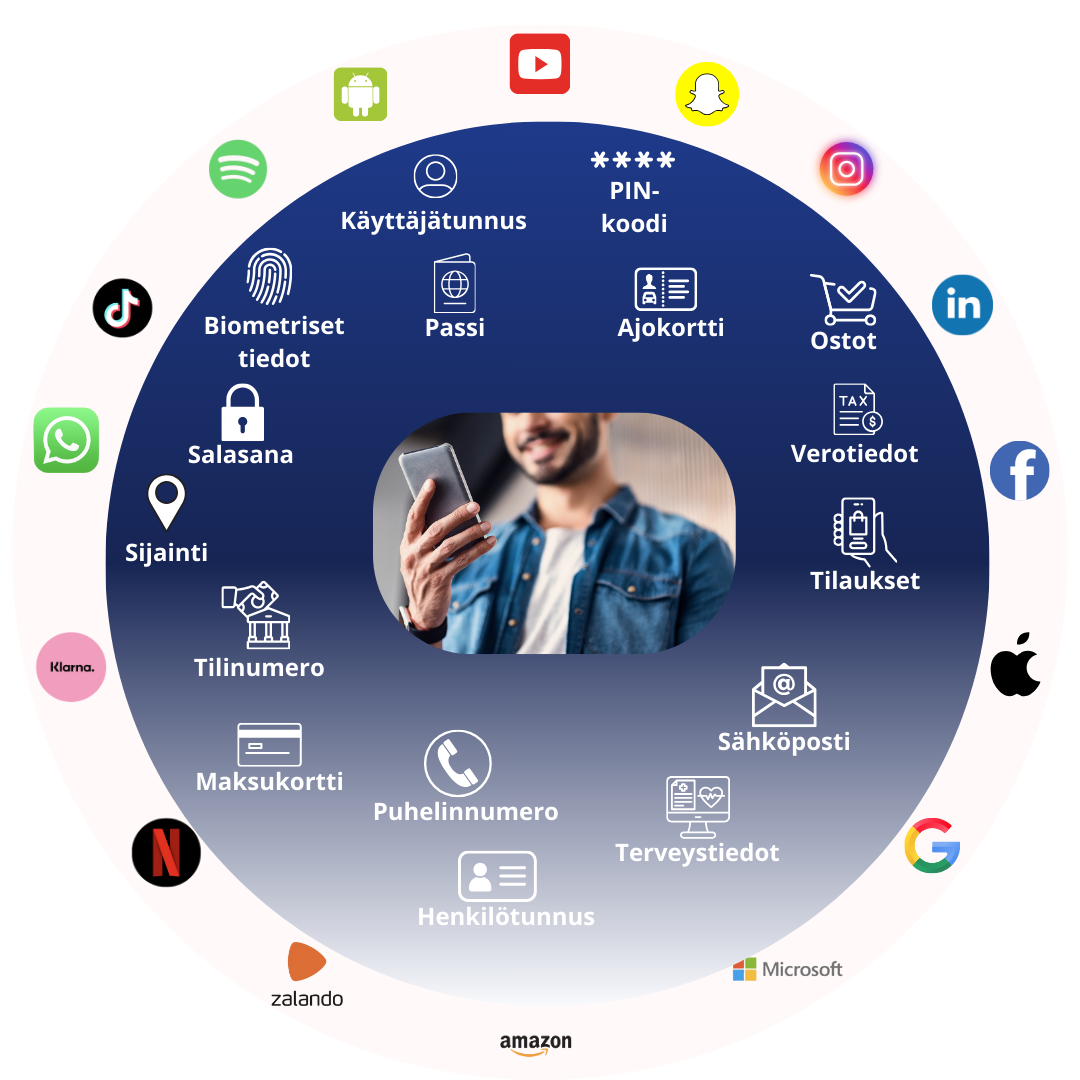 ****
PIN-
koodi
Käyttäjätunnus
Biometriset
tiedot
Passi
Ajokortti
Ostot
in
TAX
$
Salasana
Verotiedot
f
Sijainti
Tilaukset
Tilinumero
Klarna.
@
Sähköposti
Maksukortti
Puhelinnumero
Terveystiedot
N
G
Henkilötunnus
zalando
Microsoft
amazon